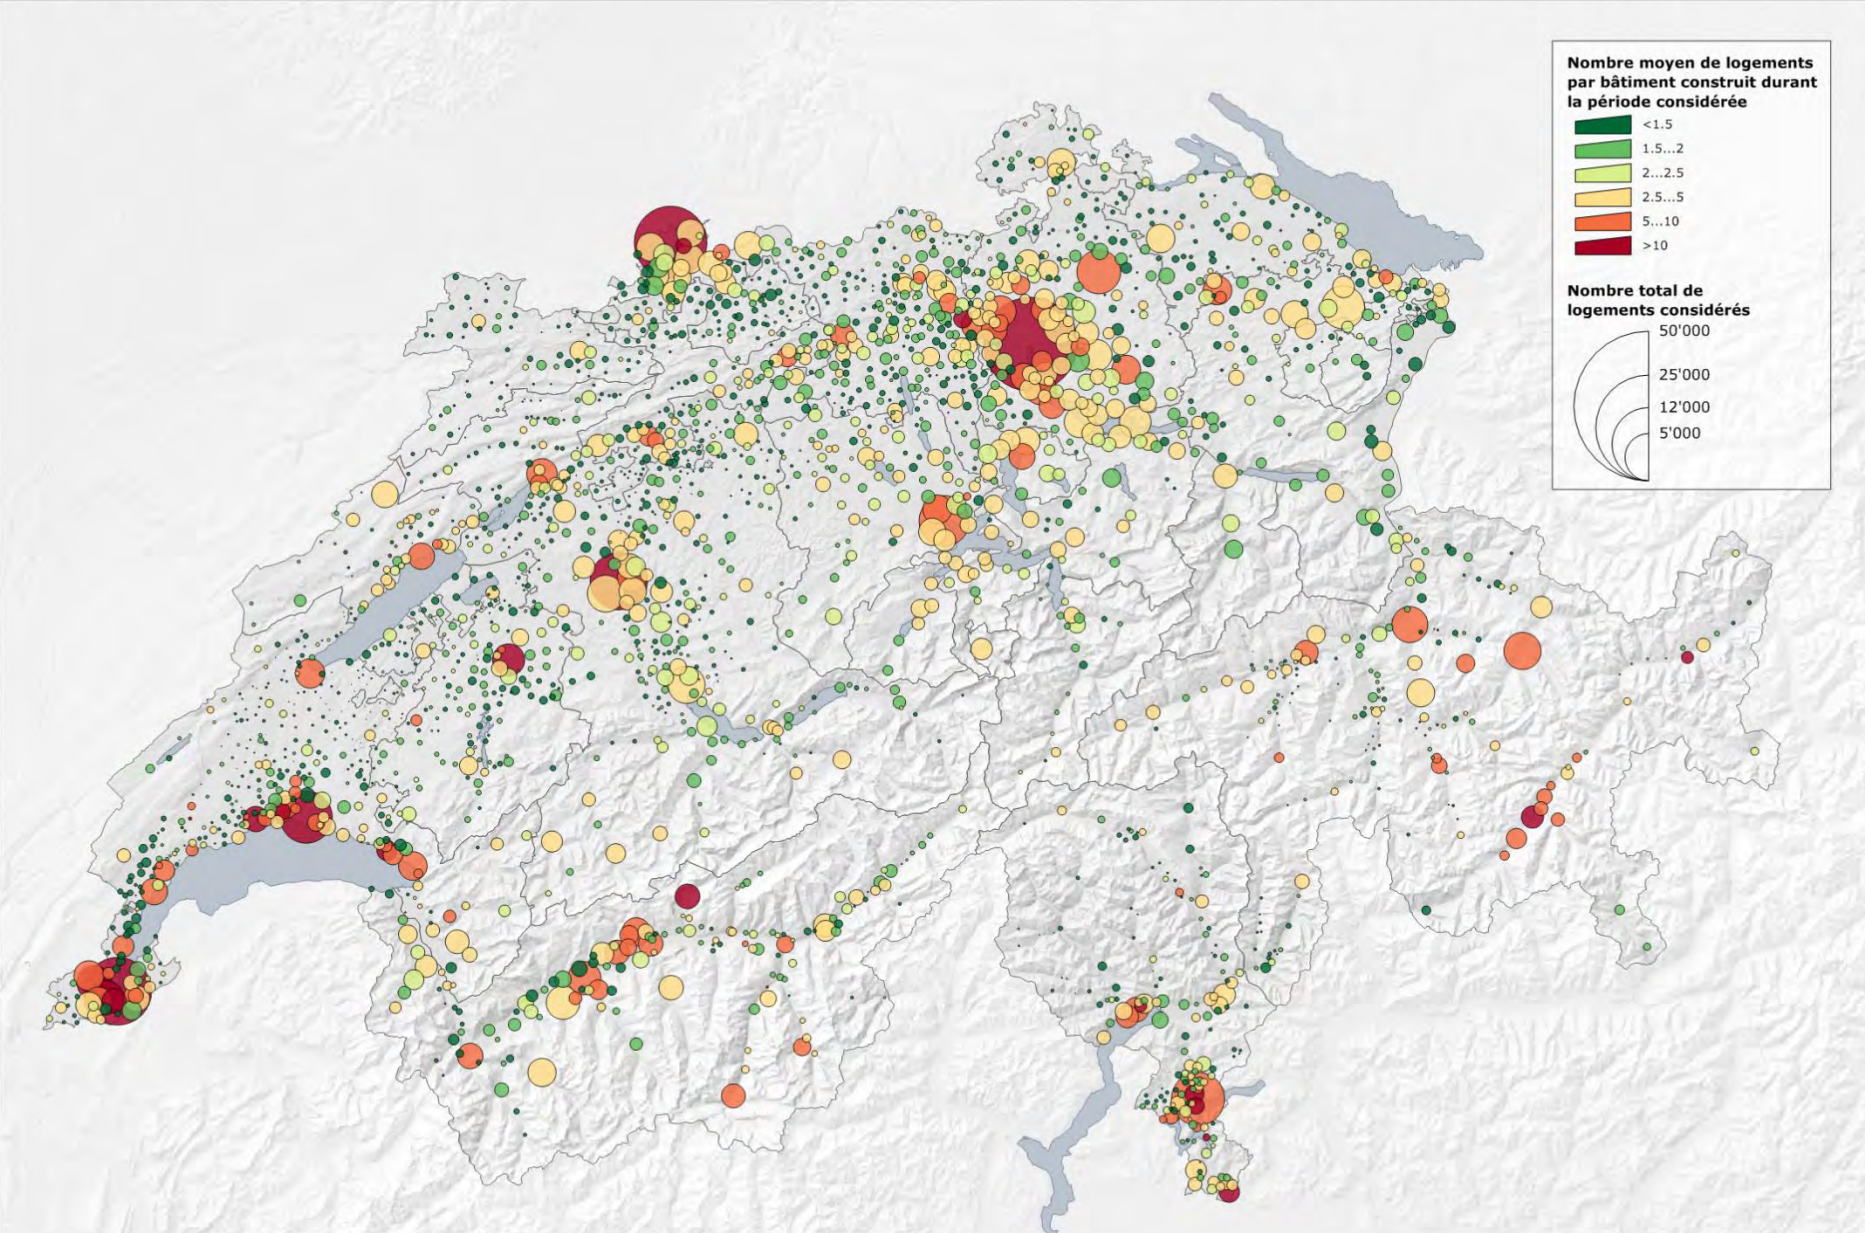 Nombre moyen de logements
par bâtiment construit durant
la période considérée
<1.5
1.5...2
2...2.5
2.5...5
5...10
>10
Nombre total de
logements considérés
50'000
25'000
12'000
5'000